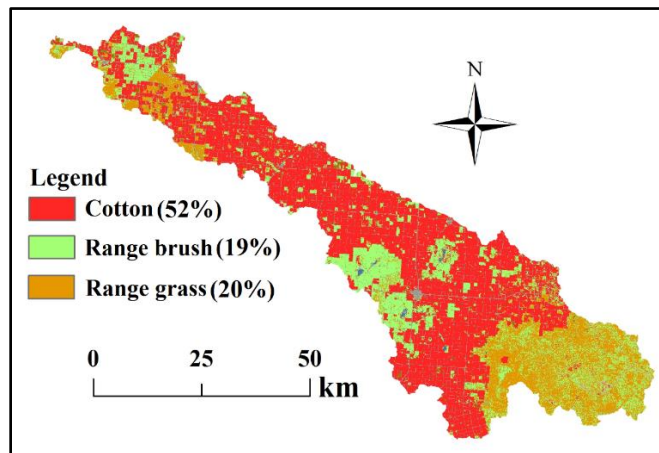 N
Legend
Cotton (52%)
Range brush (19%)
Range grass (20%)
0 25 50
km